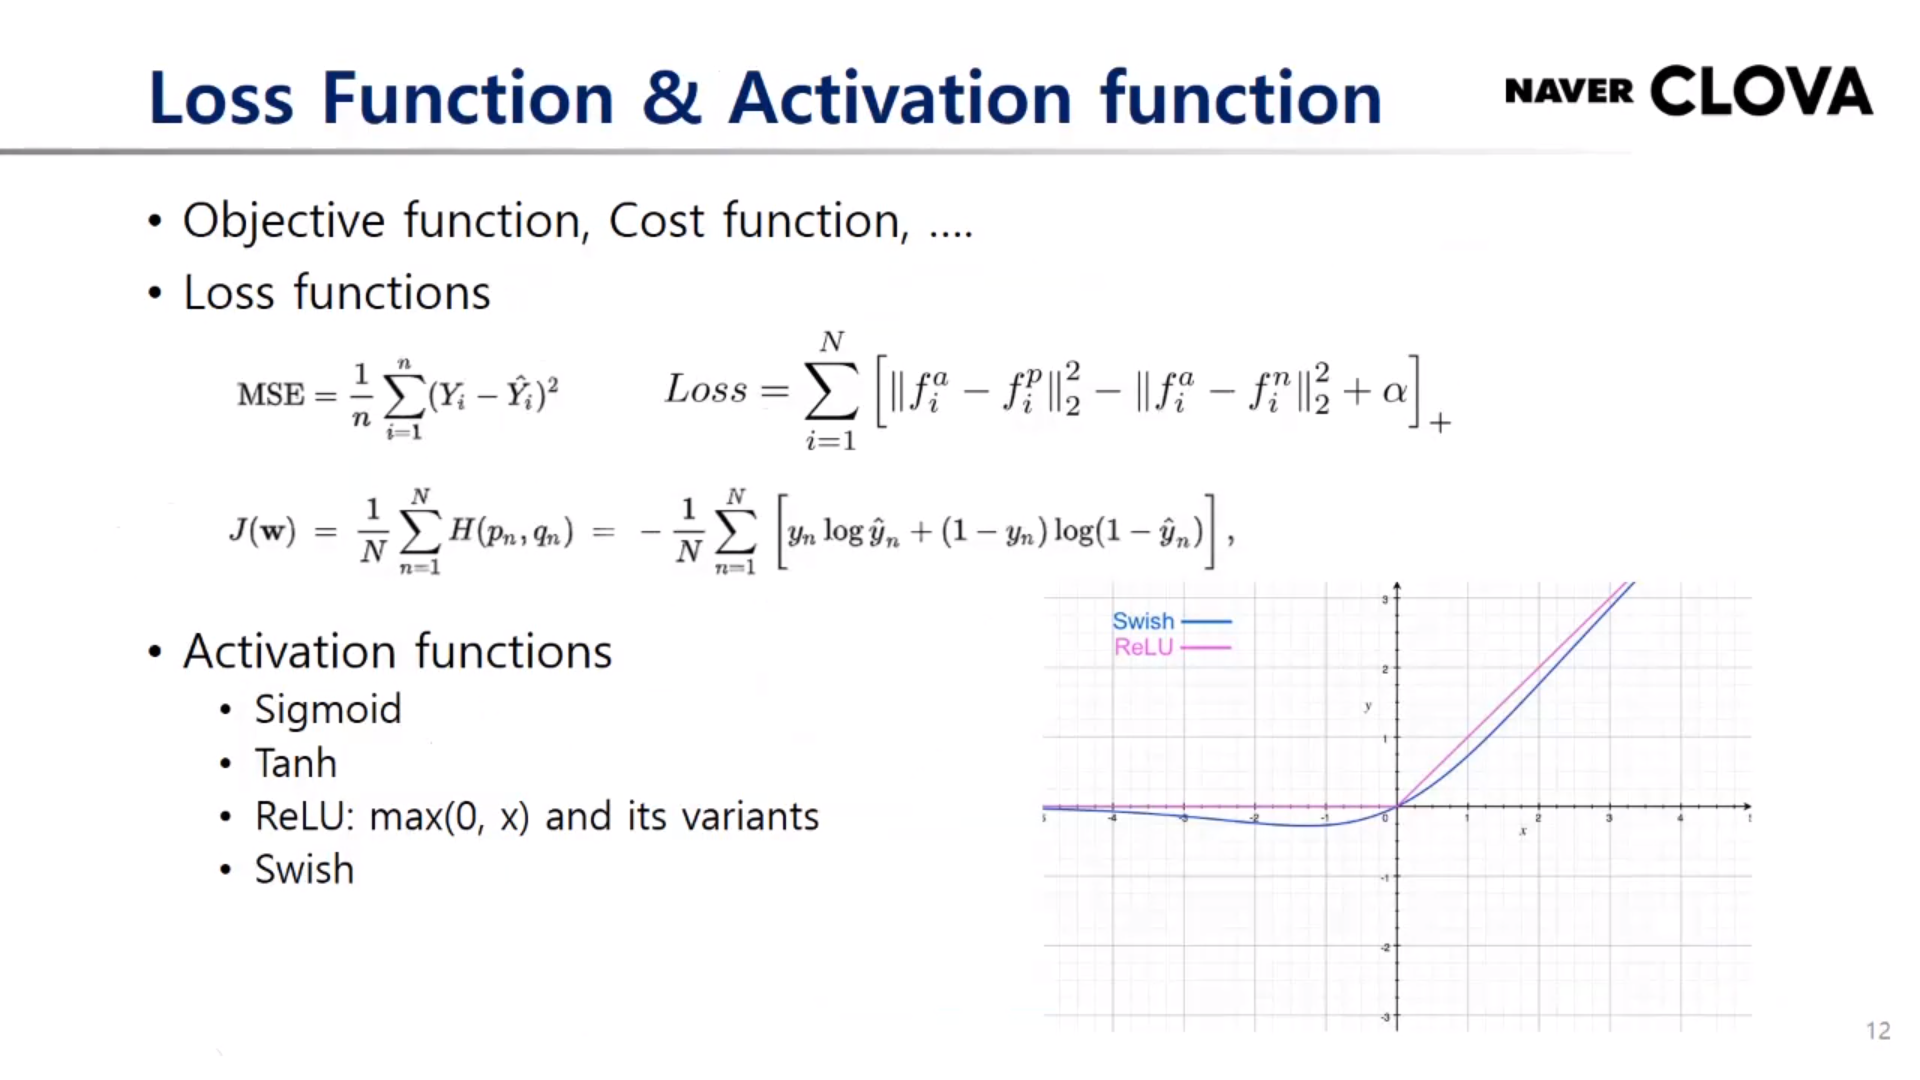 Loss Function & Activation function
NAVER CLOVA
• Objective function, Cost function, ....
• Loss functions
MSE = \frac{1}{n} \sum_{i=1}^{n} (Y_i - \hat{Y}_i)^2
Loss = \sum_{i=1}^{N} \left[ \| f_i^a - f_i^p \|_2^2 - \| f_i^a - f_i^n \|_2^2 + \alpha \right]_+
J(\mathbf{w}) = \frac{1}{N} \sum_{n=1}^{N} H(p_n, q_n) = -\frac{1}{N} \sum_{n=1}^{N} \left[ y_n \log \hat{y}_n + (1 - y_n) \log(1 - \hat{y}_n) \right],
• Activation functions
• Sigmoid
• Tanh
• ReLU: max(0, x) and its variants
• Swish
Swish
ReLU
3
2
y
1
-4 -3 -2 -1 0 1 2 3 4
x
-1
-2
-3
12